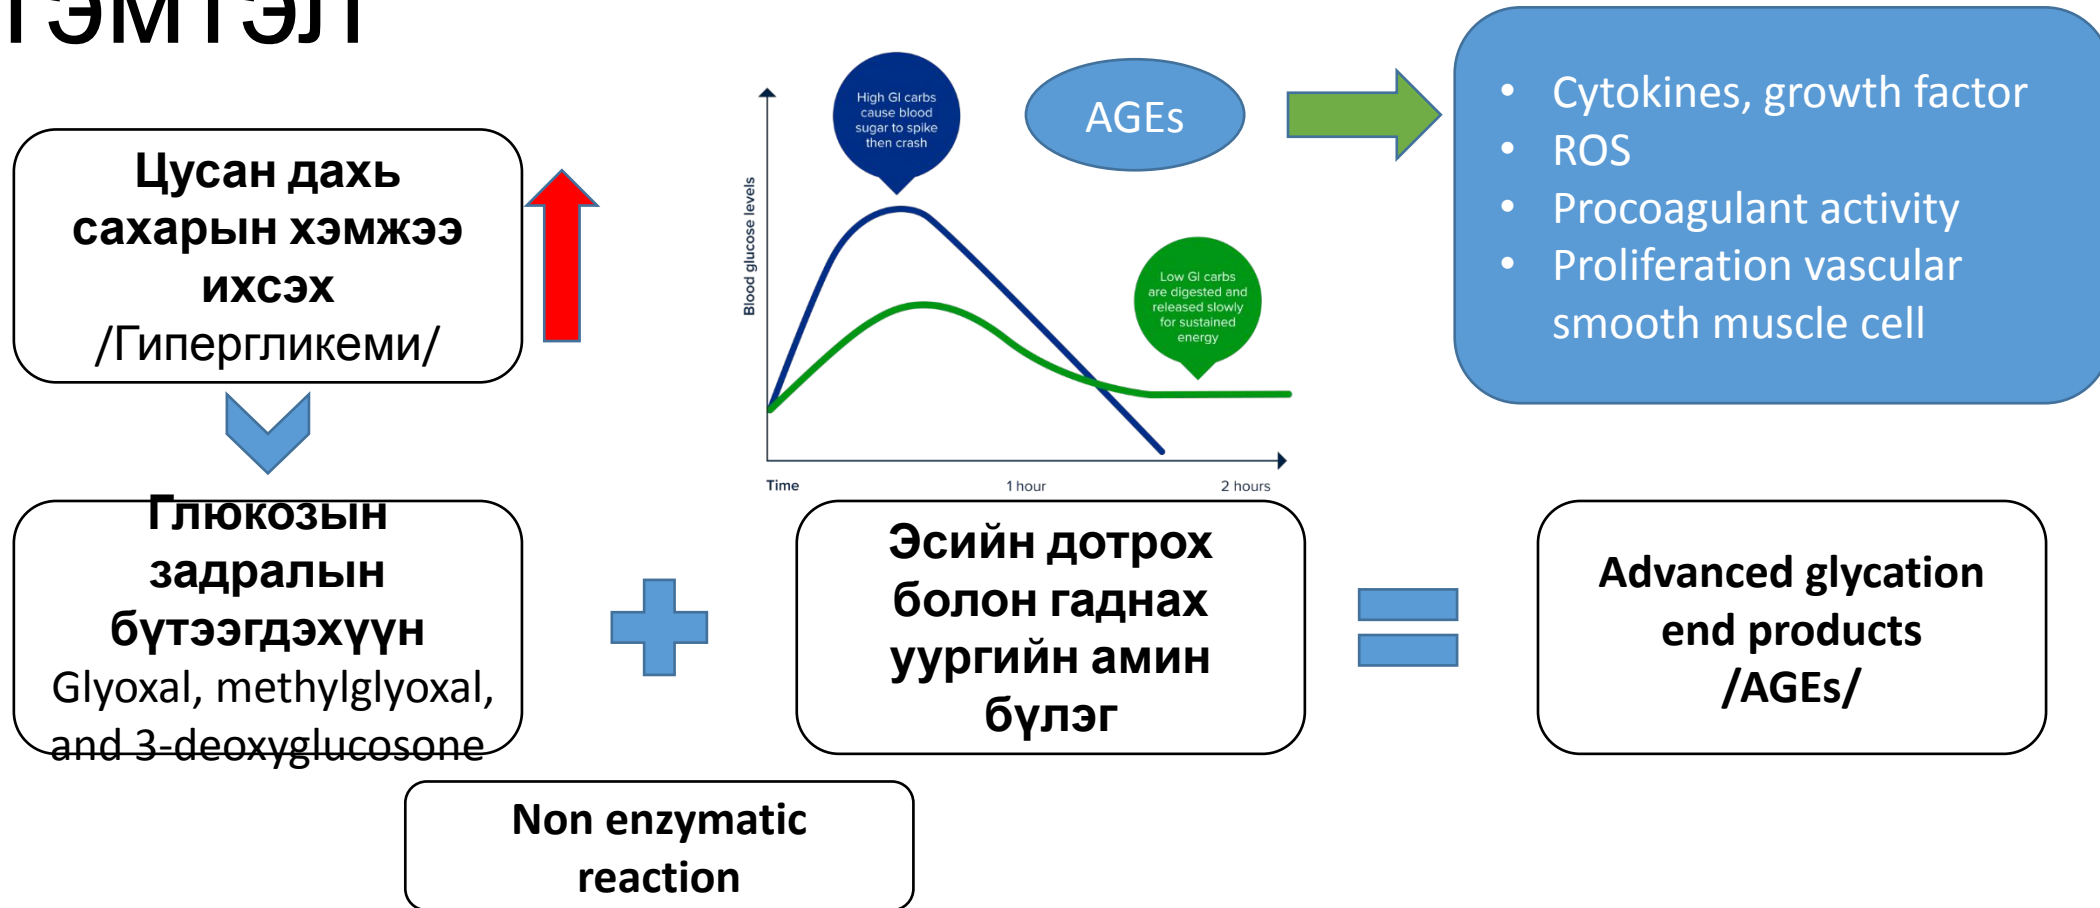 ГЭМТЭЛ
Цусан дахь
сахарын хэмжээ
ихсэх
/Гипергликеми/
High GI carbs
cause blood
sugar to spike
then crash
Blood glucose levels
Low GI carbs
are digested and
released slowly
for sustained
energy
Time
1 hour
2 hours
AGEs
• Cytokines, growth factor
• ROS
• Procoagulant activity
• Proliferation vascular
smooth muscle cell
Глюкозын
задралын
бүтээгдэхүүн
Glyoxal, methylglyoxal,
and 3-deoxyglucosone
Эсийн дотрох
болон гаднах
уургийн амин
бүлэг
Advanced glycation
end products
/AGEs/
Non enzymatic
reaction